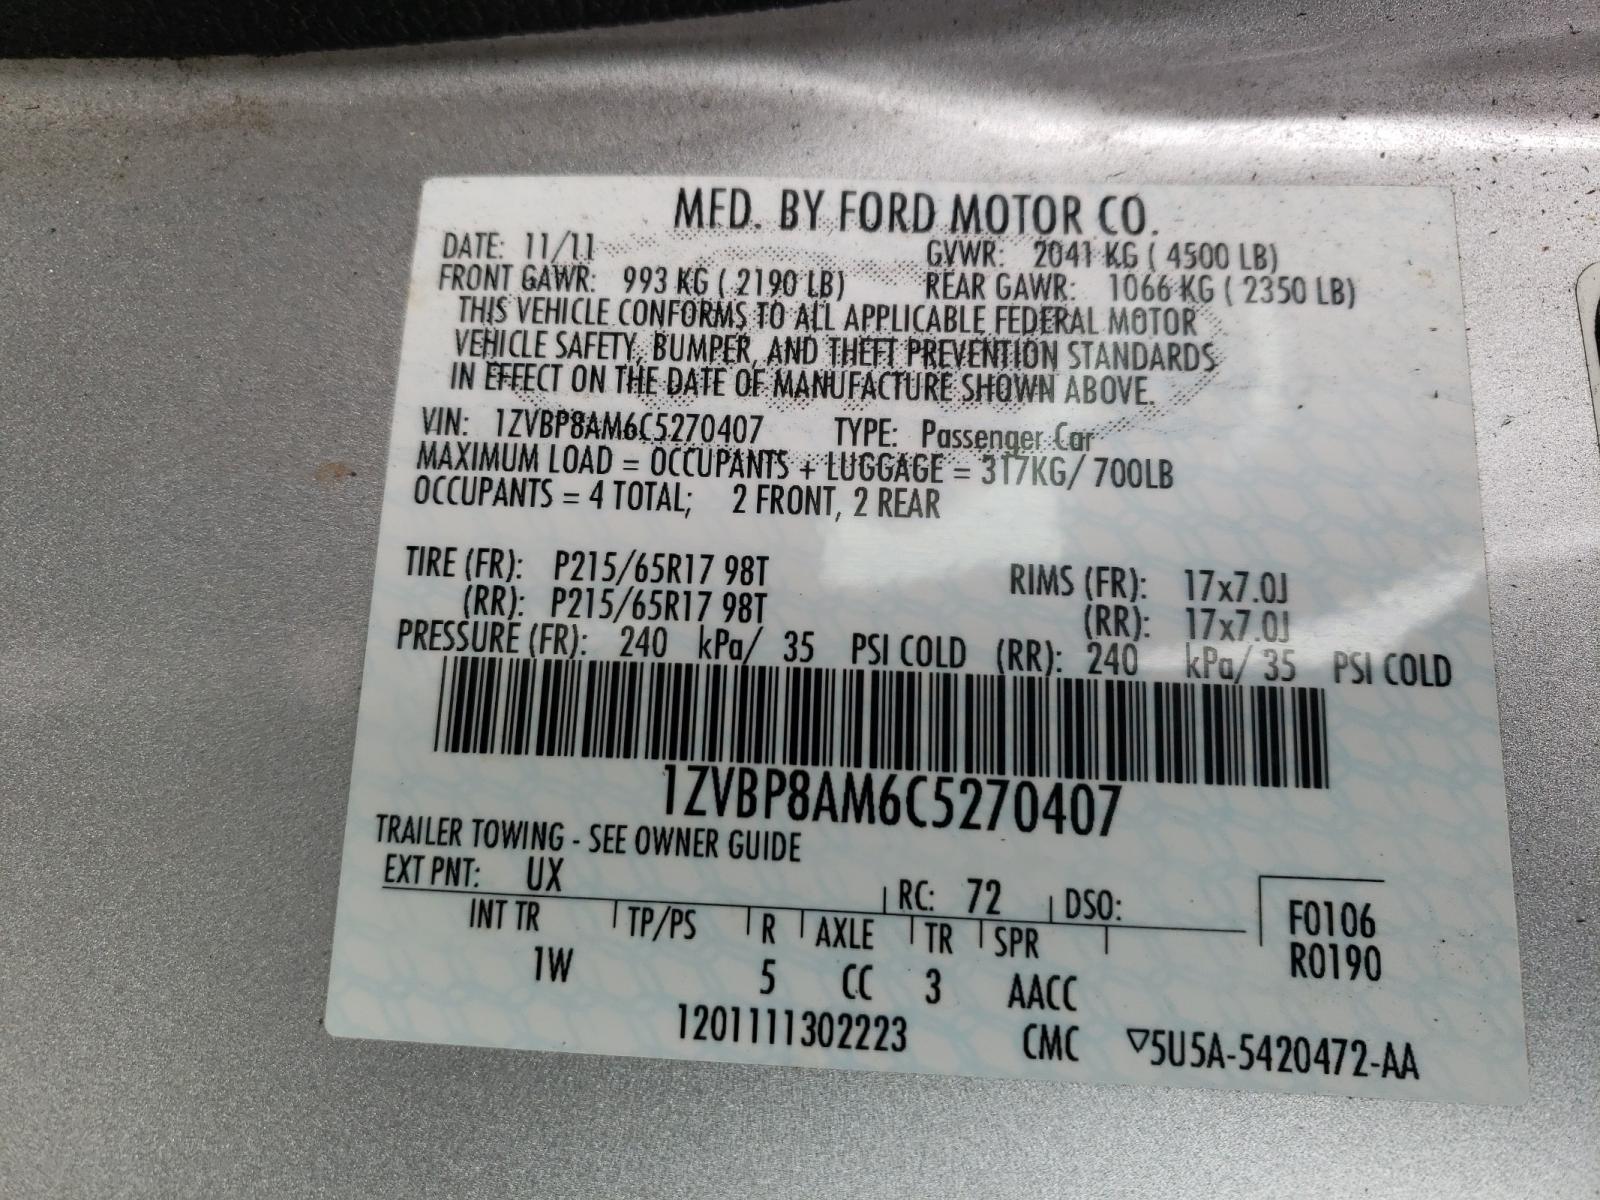 MFD. BY FORD MOTOR CO.
DATE: 11/11 GVWR: 2041 KG ( 4500 LB)
FRONT GAWR: 993 KG ( 2190 LB) REAR GAWR: 1066 KG ( 2350 LB)
THIS VEHICLE CONFORMS TO ALL APPLICABLE FEDERAL MOTOR
VEHICLE SAFETY, BUMPER, AND THEFT PREVENTION STANDARDS
IN EFFECT ON THE DATE OF MANUFACTURE SHOWN ABOVE.
VIN: 1ZVBP8AM6C5270407 TYPE: Passenger Car
MAXIMUM LOAD = OCCUPANTS + LUGGAGE = 317KG/ 700LB
OCCUPANTS = 4 TOTAL; 2 FRONT, 2 REAR
TIRE (FR): P215/65R17 98T RIMS (FR): 17x7.0J
(RR): P215/65R17 98T (RR): 17x7.0J
PRESSURE (FR): 240 kPa/ 35 PSI COLD (RR): 240 kPa/ 35 PSI COLD
1ZVBP8AM6C5270407
TRAILER TOWING - SEE OWNER GUIDE
EXT PNT: UX RC: 72 DSO:
INT TR TP/PS R AXLE TR SPR F0106
1W 5 CC 3 AACC R0190
1201111302223 CMC ▽5U5A-5420472-AA